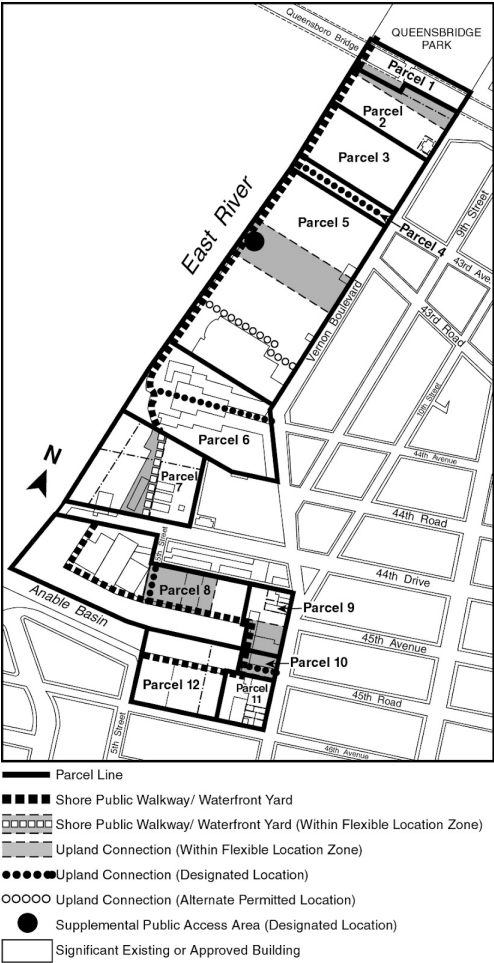 Queensboro Bridge
QUEENSBRIDGE
PARK
Queensboro Bridge
Parcel 1
Parcel
2
Parcel 3
9th Street
East River
Parcel 5
Parcel 4
43rd Ave.
Vernon Boulevard
43rd Road
10th Street
Parcel 6
44th Avenue
N
Parcel
7
44th Road
5th Street
44th Drive
Parcel 8
Anable Basin
Parcel 9
45th Avenue
Parcel 10
Parcel 12
Parcel
11
45th Road
5th Street
46th Avenue
Parcel Line
Shore Public Walkway/ Waterfront Yard
Shore Public Walkway/ Waterfront Yard (Within Flexible Location Zone)
Upland Connection (Within Flexible Location Zone)
Upland Connection (Designated Location)
Upland Connection (Alternate Permitted Location)
Supplemental Public Access Area (Designated Location)
Significant Existing or Approved Building